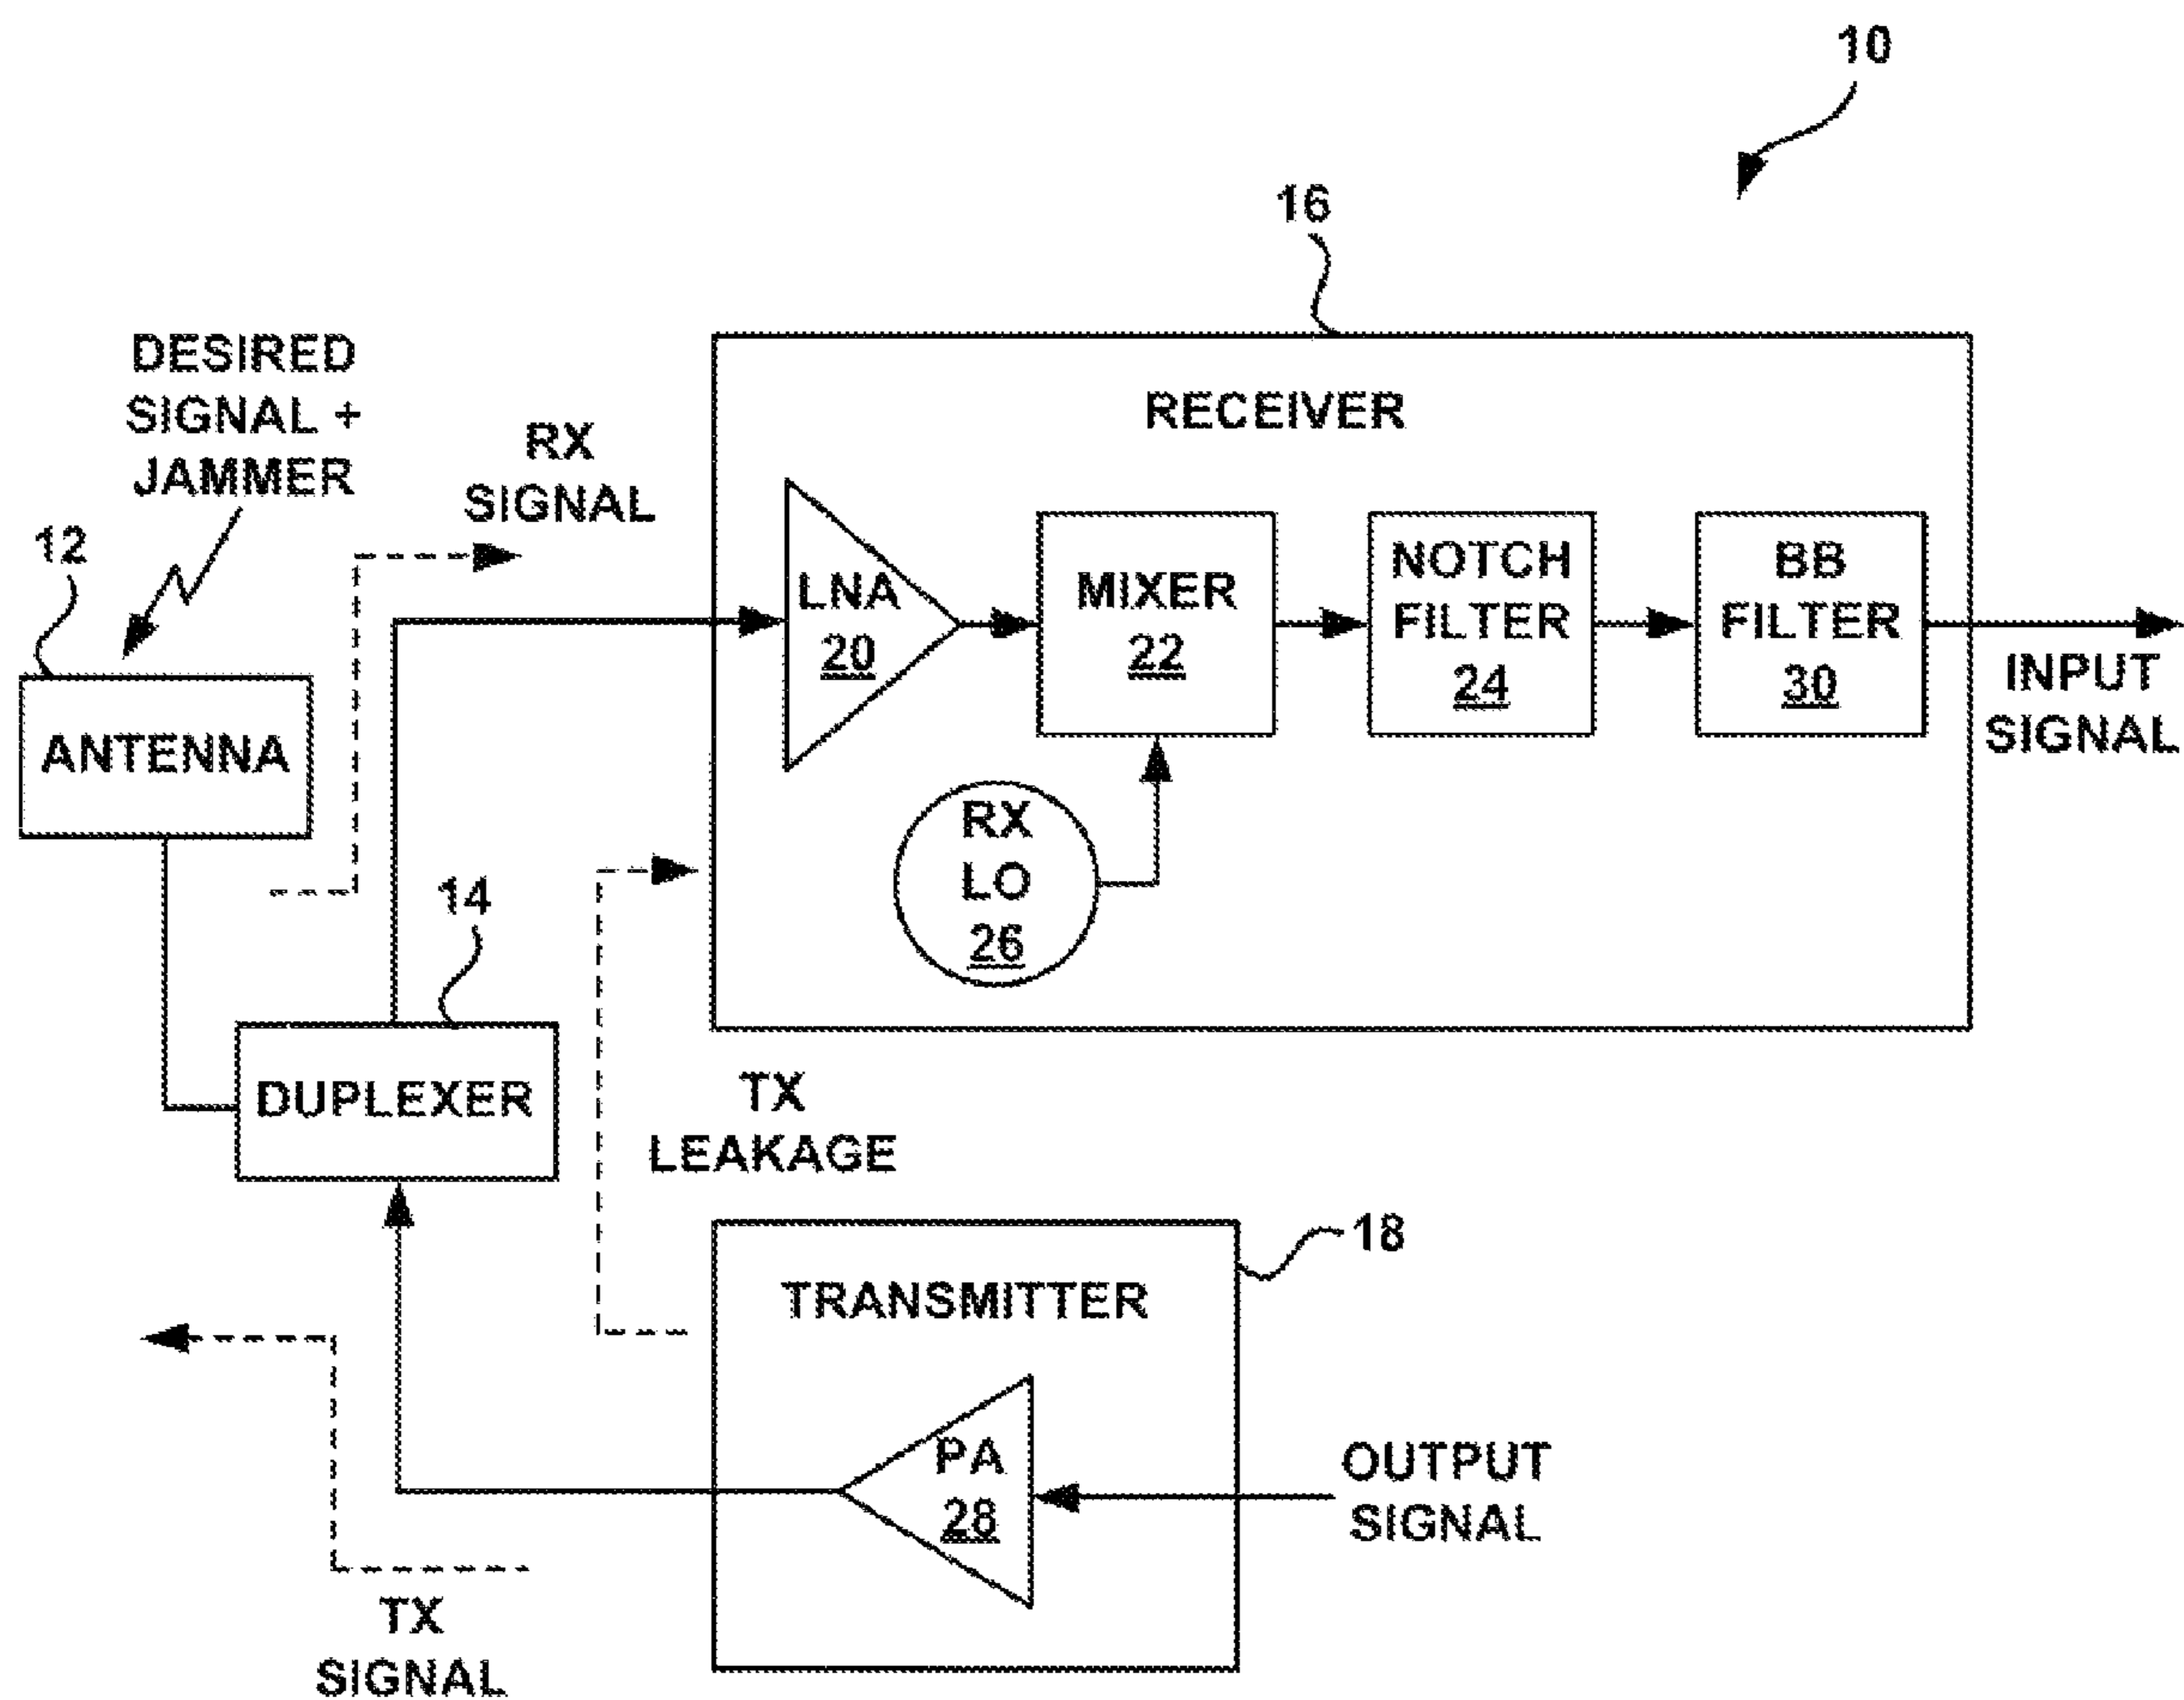 10
16
DESIRED
SIGNAL +
JAMMER
RX
SIGNAL
RECEIVER
12
LNA
20
MIXER
22
NOTCH
FILTER
24
BB
FILTER
30
INPUT
SIGNAL
ANTENNA
RX
LO
26
14
DUPLEXER
TX
LEAKAGE
18
TRANSMITTER
PA
28
OUTPUT
SIGNAL
TX
SIGNAL